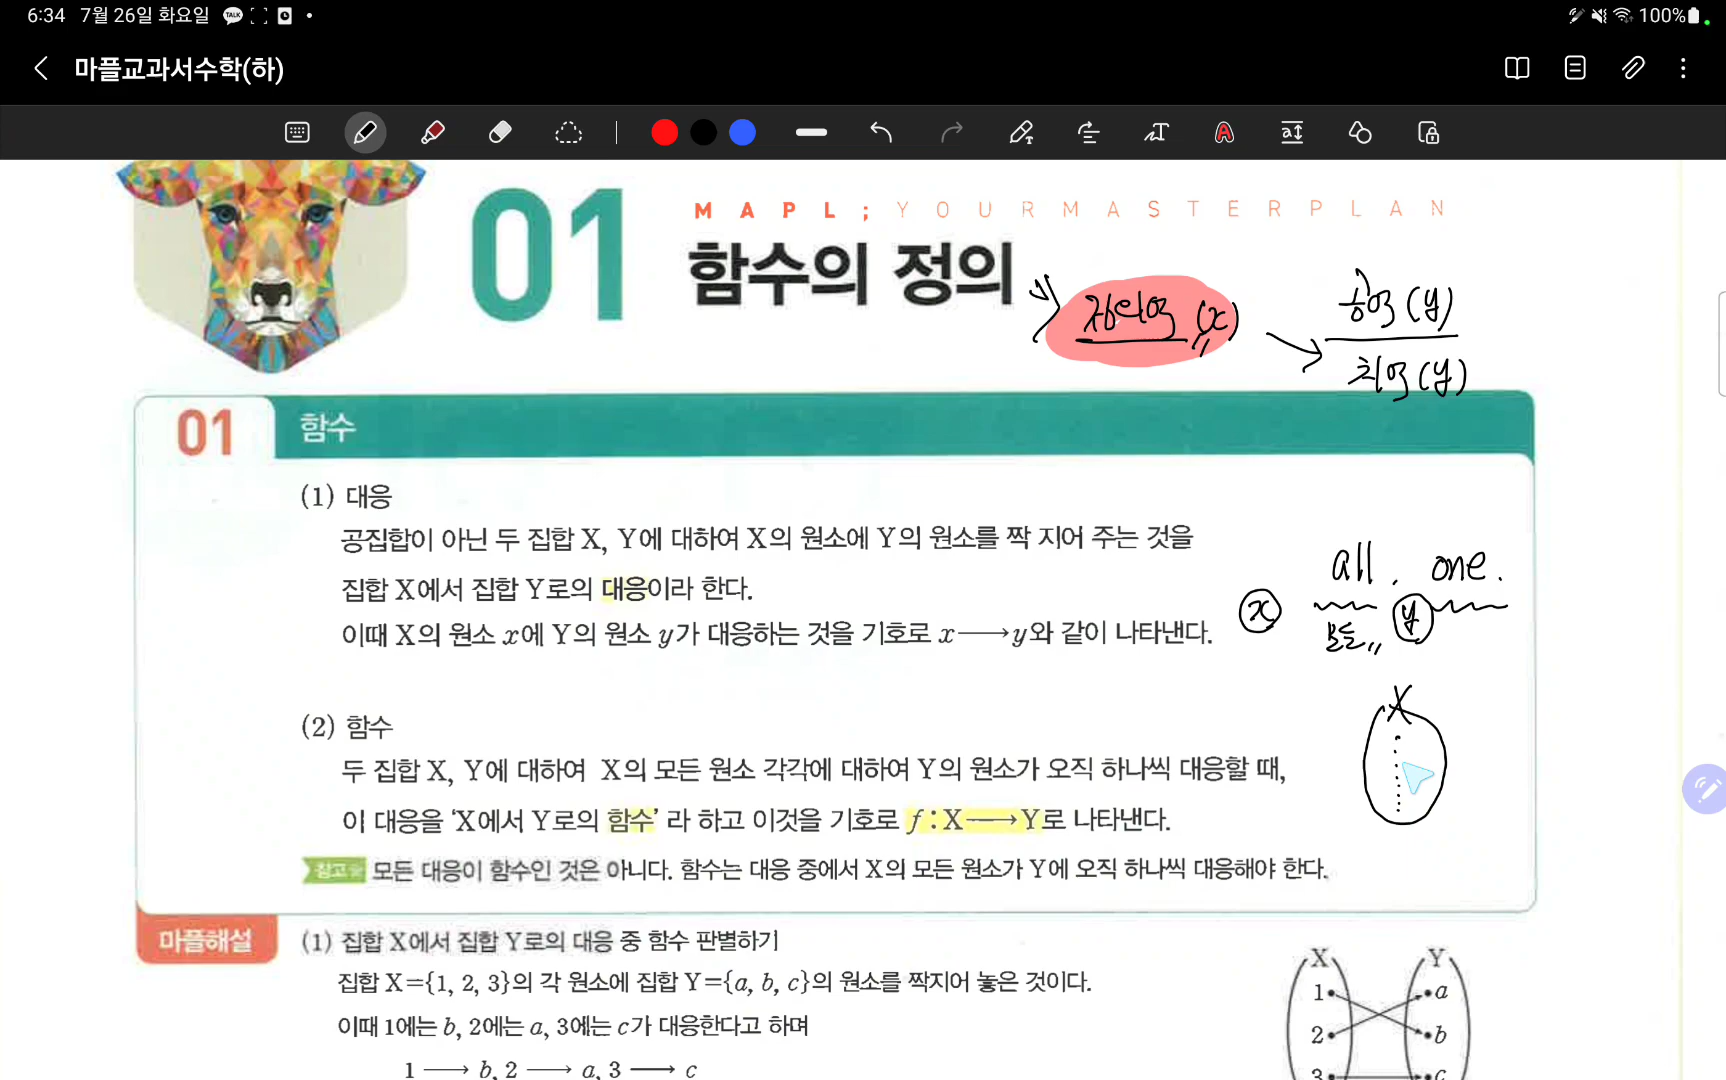 6:34 7월 26일 화요일 TALK 100%
마플교과서수학(하)
01
MAPL; YOUR MASTER PLAN
함수의 정의
정의역 (x)
공역 (y)
치역 (y)
01 함수
(1) 대응
공집합이 아닌 두 집합 X, Y에 대하여 X의 원소에 Y의 원소를 짝 지어 주는 것을
집합 X에서 집합 Y로의 대응이라 한다.
이때 X의 원소 x에 Y의 원소 y가 대응하는 것을 기호로 x→y와 같이 나타낸다.
all. one.
x
y
모든
X
(2) 함수
두 집합 X, Y에 대하여 X의 모든 원소 각각에 대하여 Y의 원소가 오직 하나씩 대응할 때,
이 대응을 ‘X에서 Y로의 함수’ 라 하고 이것을 기호로 f : X→Y로 나타낸다.
참고 모든 대응이 함수인 것은 아니다. 함수는 대응 중에서 X의 모든 원소가 Y에 오직 하나씩 대응해야 한다.
마플해설 (1) 집합 X에서 집합 Y로의 대응 중 함수 판별하기
집합 X={1, 2, 3}의 각 원소에 집합 Y={a, b, c}의 원소를 짝지어 놓은 것이다.
이때 1에는 b, 2에는 a, 3에는 c가 대응한다고 하며
1 → b, 2 → a, 3 → c
X Y
1 a
2 b
3 c